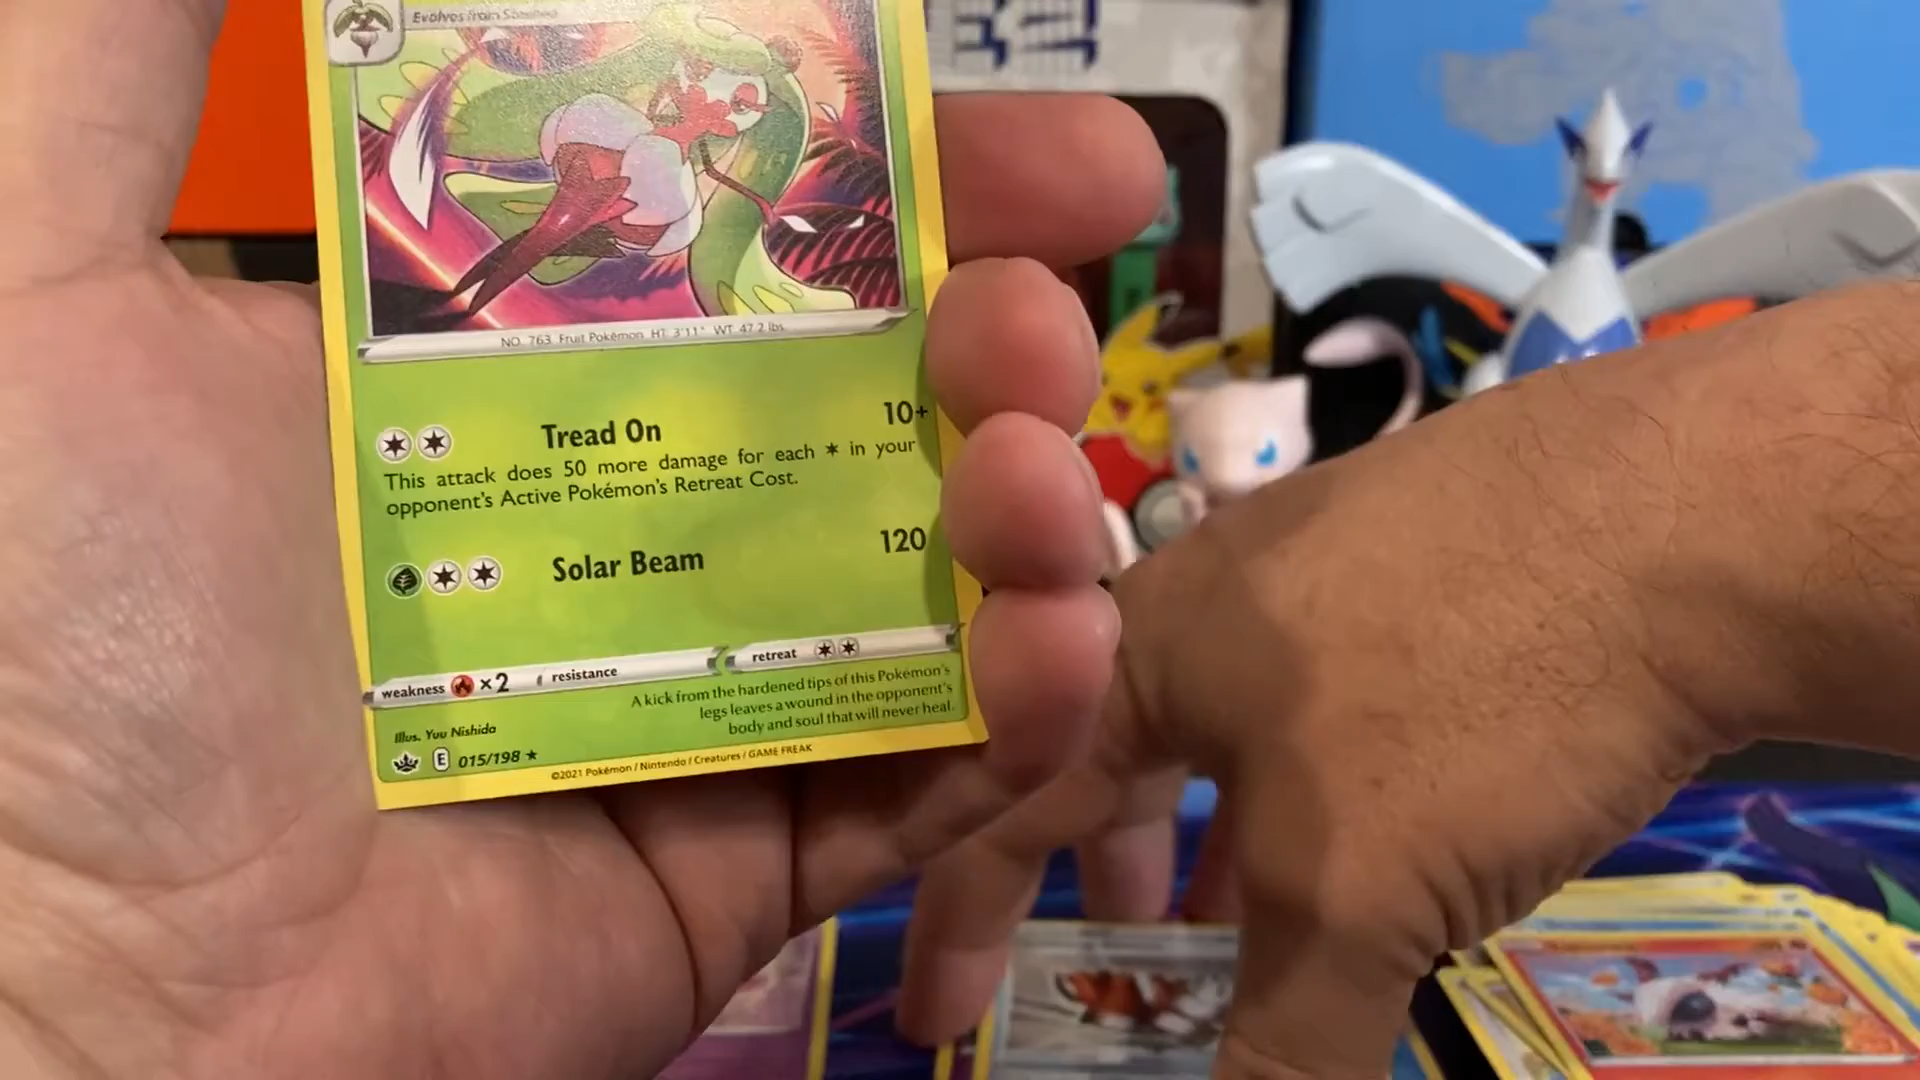 Evolves from Steenee
NO. 763 Fruit Pokémon HT: 3'11" WT: 47.2 lbs.
Tread On 10+
This attack does 50 more damage for each ✶ in your
opponent's Active Pokémon's Retreat Cost.
Solar Beam 120
weakness ×2 resistance retreat
A kick from the hardened tips of this Pokémon's
legs leaves a wound in the opponent's
body and soul that will never heal.
Illus. Yuu Nishida
E 015/198 ★
©2021 Pokémon / Nintendo / Creatures / GAME FREAK